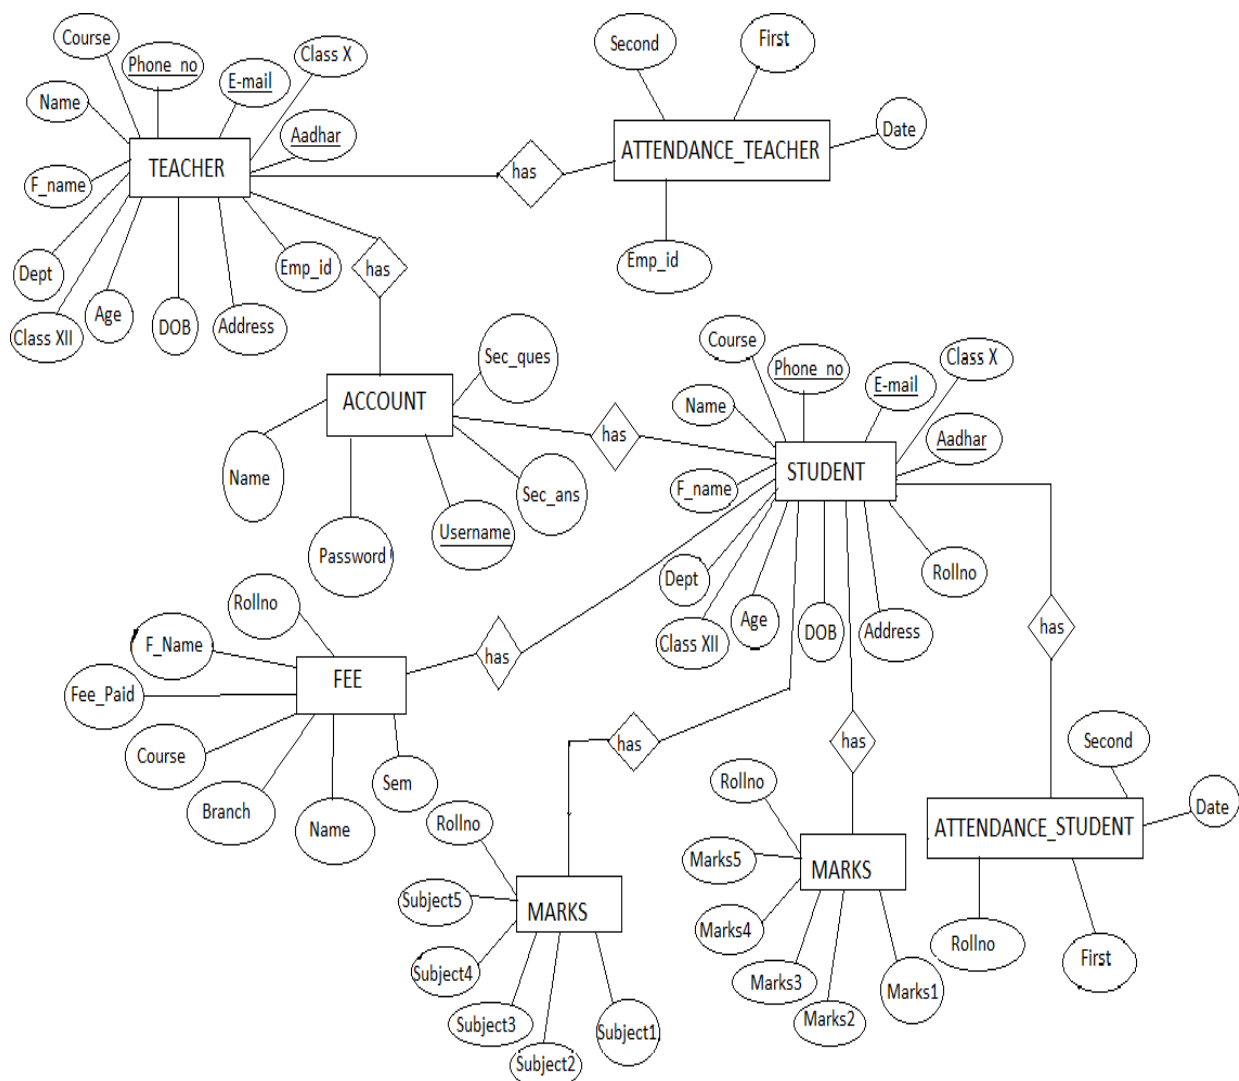 Course
Phone_no
E-mail
Class X
Name
Aadhar
TEACHER
F_name
Dept
Class XII
Age
DOB
Address
Emp_id
has
Second
First
ATTENDANCE_TEACHER
Date
Emp_id
has
ACCOUNT
Sec_ques
Name
Password
Username
Sec_ans
has
Course
Phone_no
E-mail
Class X
Name
Aadhar
STUDENT
F_name
Dept
Class XII
Age
DOB
Address
Rollno
has
Rollno
F_Name
FEE
Fee_Paid
Course
Branch
Name
Sem
has
Rollno
Subject5
MARKS
Subject4
Subject3
Subject2
Subject1
has
Rollno
Marks5
MARKS
Marks4
Marks3
Marks2
Marks1
has
Second
Date
ATTENDANCE_STUDENT
Rollno
First